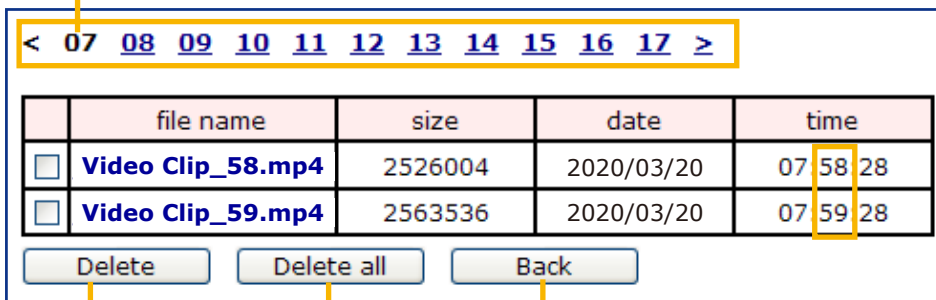 < 07 08 09 10 11 12 13 14 15 16 17 >
file name size date time
Video Clip_58.mp4 2526004 2020/03/20 07:58:28
Video Clip_59.mp4 2563536 2020/03/20 07:59:28
Delete Delete all Back